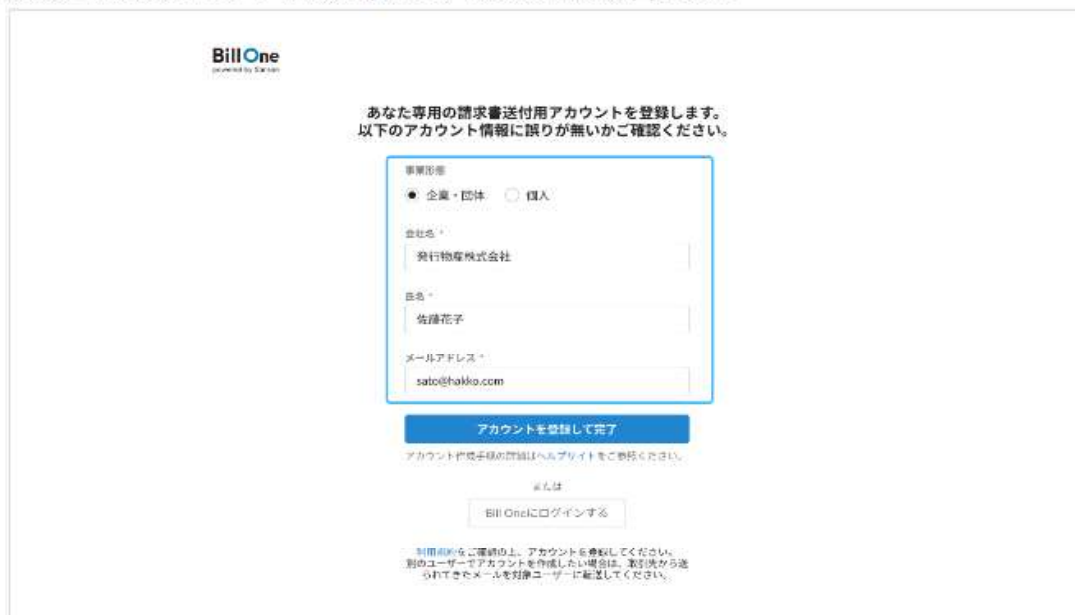 Bill One
powered by Sansan
あなた専用の請求書送付用アカウントを登録します。
以下のアカウント情報に誤りが無いかご確認ください。
事業形態
企業・団体
個人
会社名 *
発行物産株式会社
氏名 *
佐藤花子
メールアドレス *
sato@hakko.com
アカウントを登録して完了
アカウント作成手順の詳細はヘルプサイトをご参照ください。
または
Bill Oneにログインする
利用規約をご確認の上、アカウントを登録してください。
別のユーザーでアカウントを作成したい場合は、取引先から送
られてきたメールを対象ユーザーに転送してください。